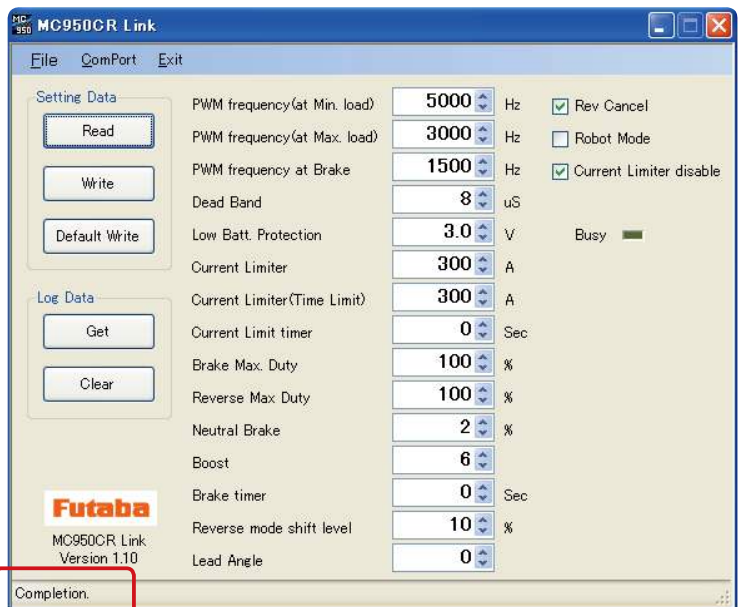 MC950CR Link
File ComPort Exit
Setting Data
Read
Write
Default Write
Log Data
Get
Clear
Futaba
MC950CR Link
Version 1.10
PWM frequency(at Min. load) 5000 Hz
PWM frequency(at Max. load) 3000 Hz
PWM frequency at Brake 1500 Hz
Dead Band 8 uS
Low Batt. Protection 3.0 V
Current Limiter 300 A
Current Limiter(Time Limit) 300 A
Current Limit timer 0 Sec
Brake Max. Duty 100 %
Reverse Max Duty 100 %
Neutral Brake 2 %
Boost 6
Brake timer 0 Sec
Reverse mode shift level 10 %
Lead Angle 0
Rev Cancel
Robot Mode
Current Limiter disable
Busy
Completion.